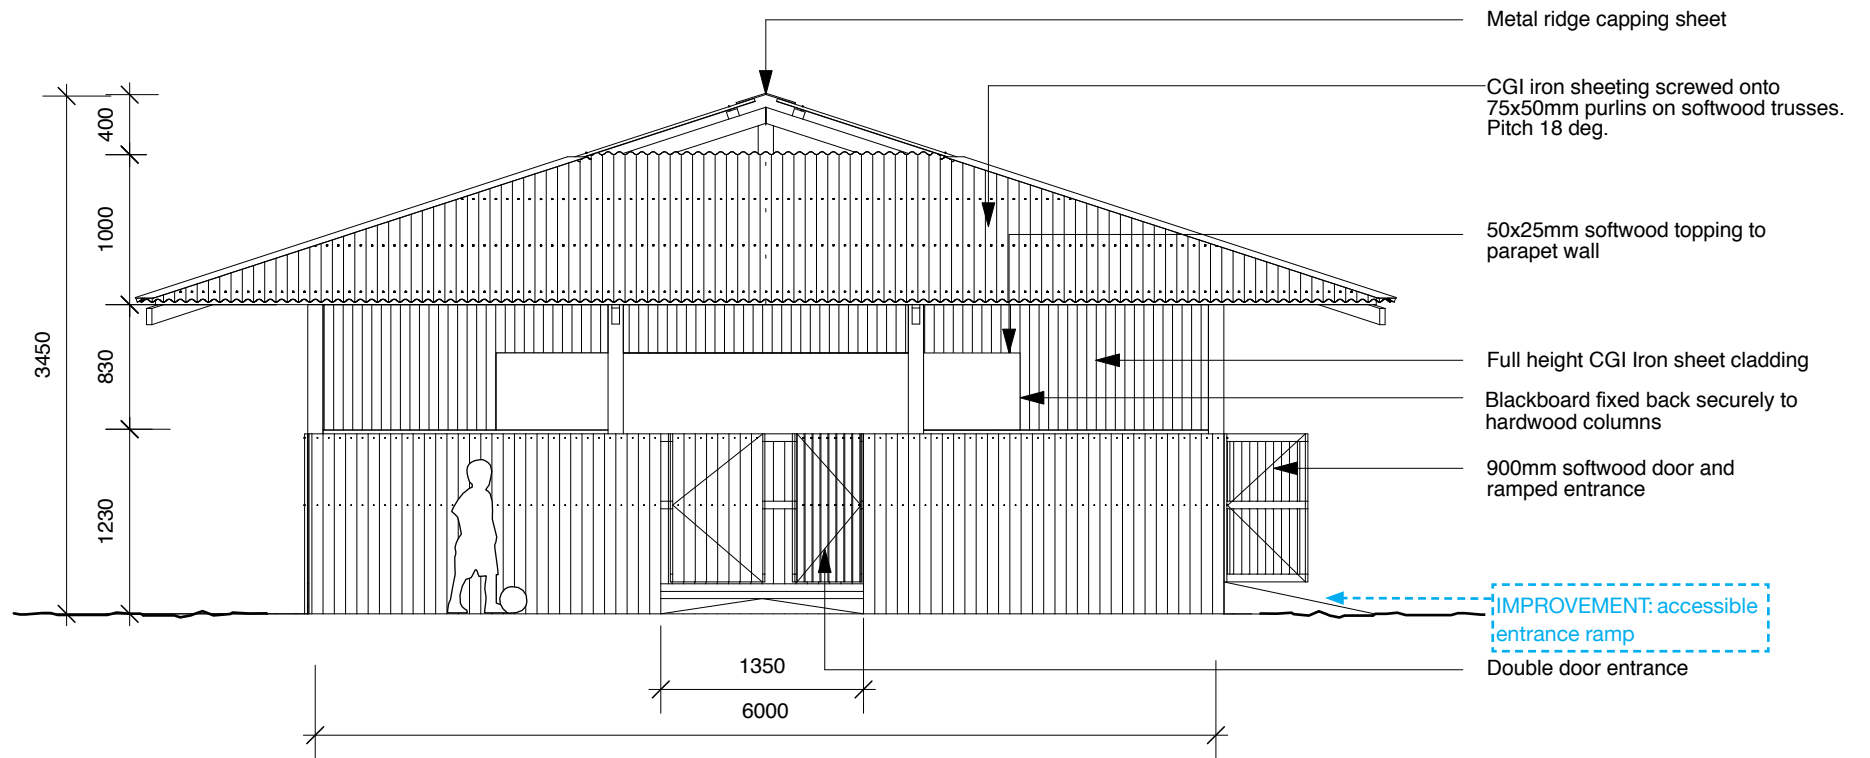 Metal ridge capping sheet
CGI iron sheeting screwed onto
75x50mm purlins on softwood trusses.
Pitch 18 deg.
50x25mm softwood topping to
parapet wall
Full height CGI Iron sheet cladding
Blackboard fixed back securely to
hardwood columns
900mm softwood door and
ramped entrance
IMPROVEMENT: accessible
entrance ramp
Double door entrance
400
1000
830
1230
3450
1350
6000